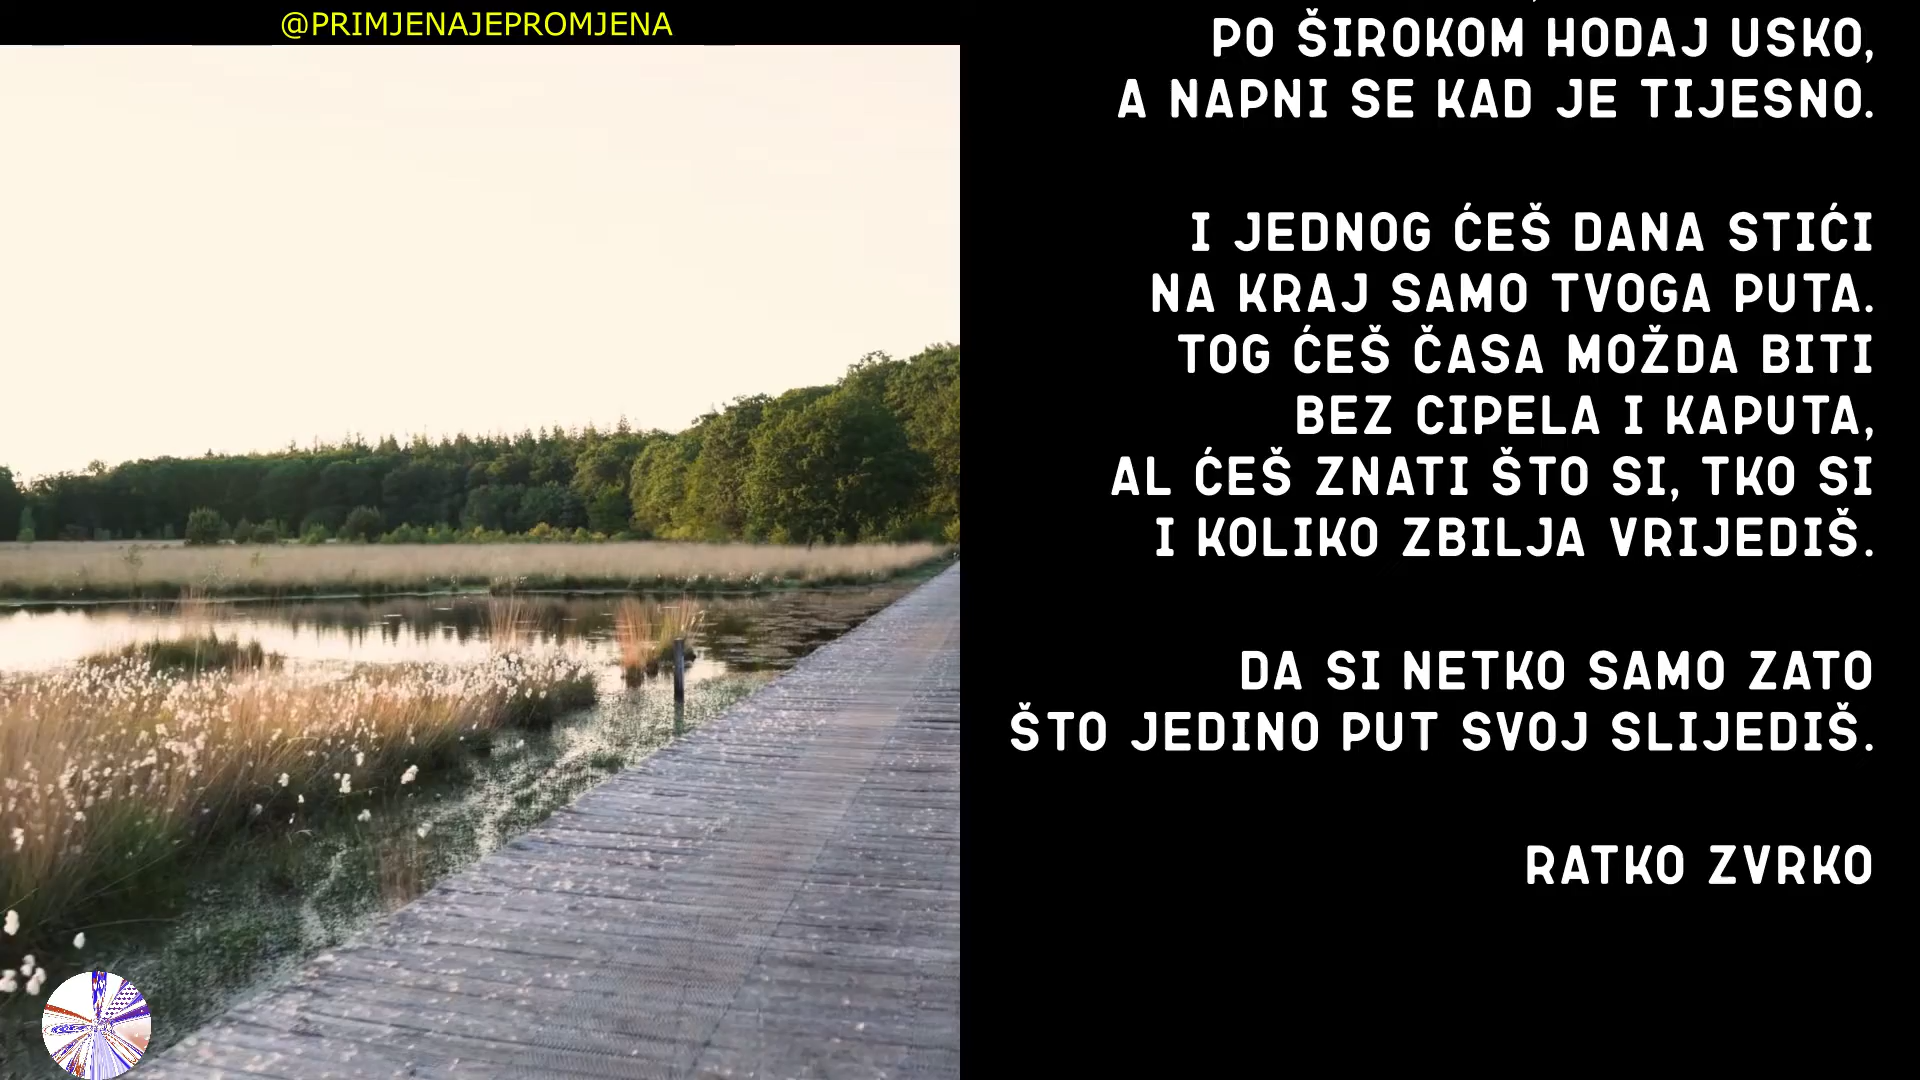 @PRIMJENAJEPROMJENA
PO ŠIROKOM HODAJ USKO,
A NAPNI SE KAD JE TIJESNO.
I JEDNOG ĆEŠ DANA STIĆI
NA KRAJ SAMO TVOGA PUTA.
TOG ĆEŠ ČASA MOŽDA BITI
BEZ CIPELA I KAPUTA,
AL ĆEŠ ZNATI ŠTO SI, TKO SI
I KOLIKO ZBILJA VRIJEDIŠ.
DA SI NETKO SAMO ZATO
ŠTO JEDINO PUT SVOJ SLIJEDIŠ.
RATKO ZVRKO